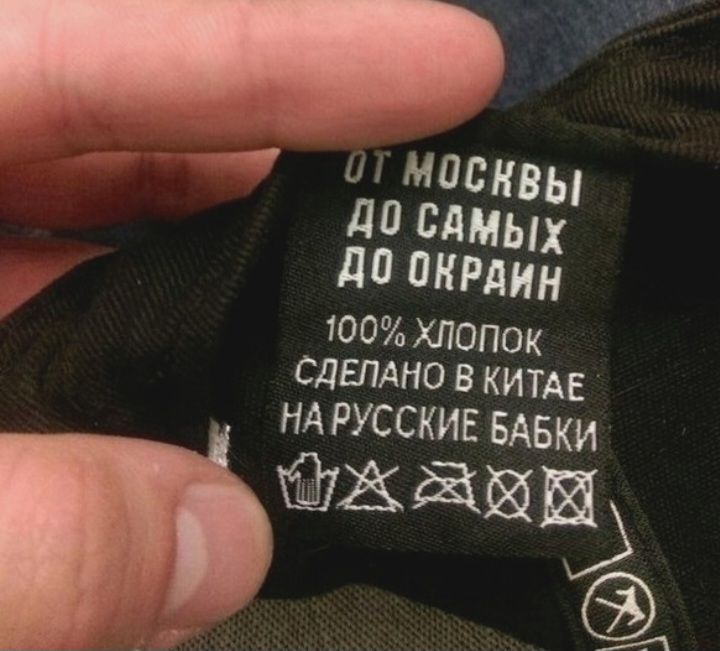 ОТ МОСКВЫ
ДО САМЫХ
ДО ОКРАИН
100% ХЛОПОК
СДЕЛАНО В КИТАЕ
НА РУССКИЕ БАБКИ